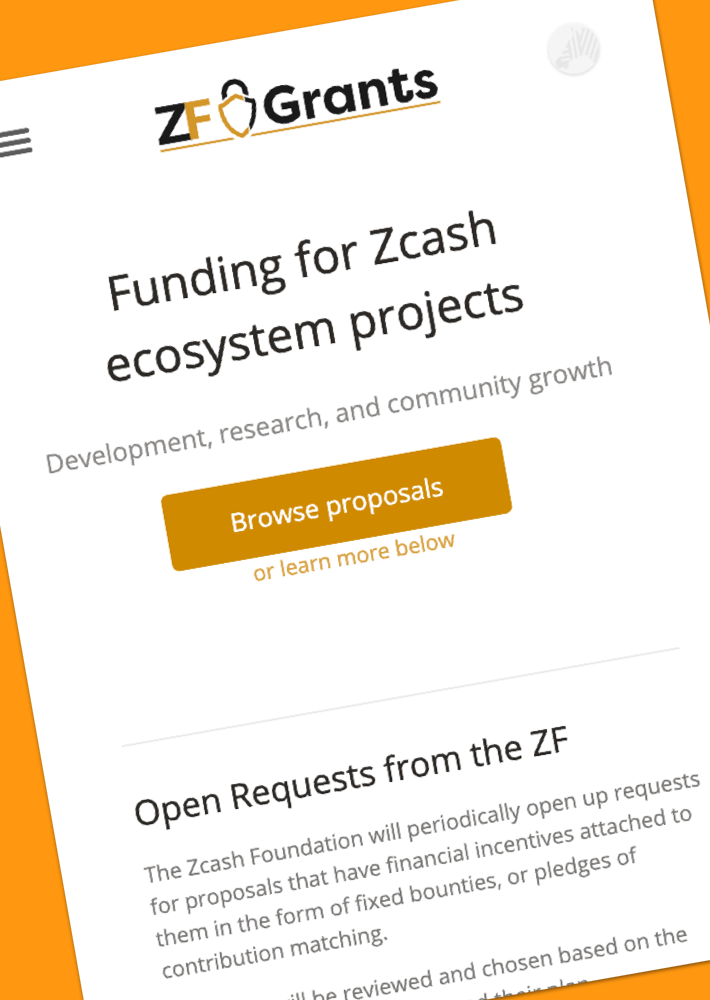 ZF Grants
Funding for Zcash
ecosystem projects
Development, research, and community growth
Browse proposals
or learn more below
Open Requests from the ZF
The Zcash Foundation will periodically open up requests
for proposals that have financial incentives attached to
them in the form of fixed bounties, or pledges of
contribution matching.
will be reviewed and chosen based on the
their plan